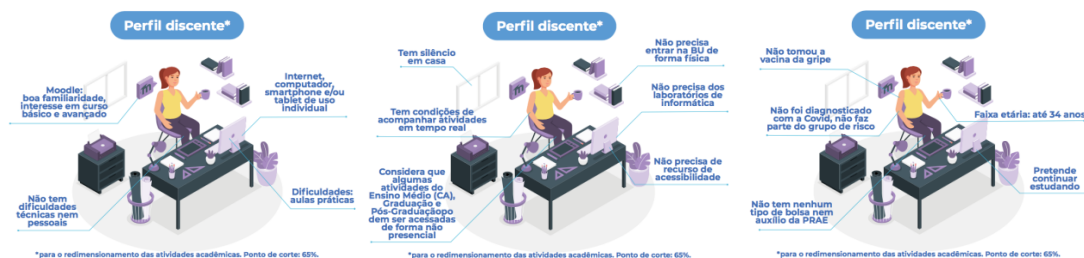 Perfil discente*
Moodle:
boa familiaridade,
interesse em curso
básico e avançado
Internet,
computador,
smartphone e/ou
tablet de uso
individual
Não tem
dificuldades
técnicas nem
pessoais
Dificuldades:
aulas práticas
*para o redimensionamento das atividades acadêmicas. Ponto de corte: 65%.
Perfil discente*
Tem silêncio
em casa
Não precisa
entrar na BU de
forma física
Não precisa dos
laboratórios de
informática
Tem condições de
acompanhar atividades
em tempo real
Considera que
algumas
atividades do
Ensino Médio (CA),
Graduação e
Pós-Graduaçãopo
dem ser acessadas
de forma não
presencial
Não precisa de
recurso de
acessibilidade
*para o redimensionamento das atividades acadêmicas. Ponto de corte: 65%.
Perfil discente*
Não tomou a
vacina da gripe
Não foi diagnosticado
com a Covid, não faz
parte do grupo de risco
Faixa etária: até 34 anos
Pretende
continuar
estudando
Não tem nenhum
tipo de bolsa nem
auxílio da PRAE
*para o redimensionamento das atividades acadêmicas. Ponto de corte: 65%.